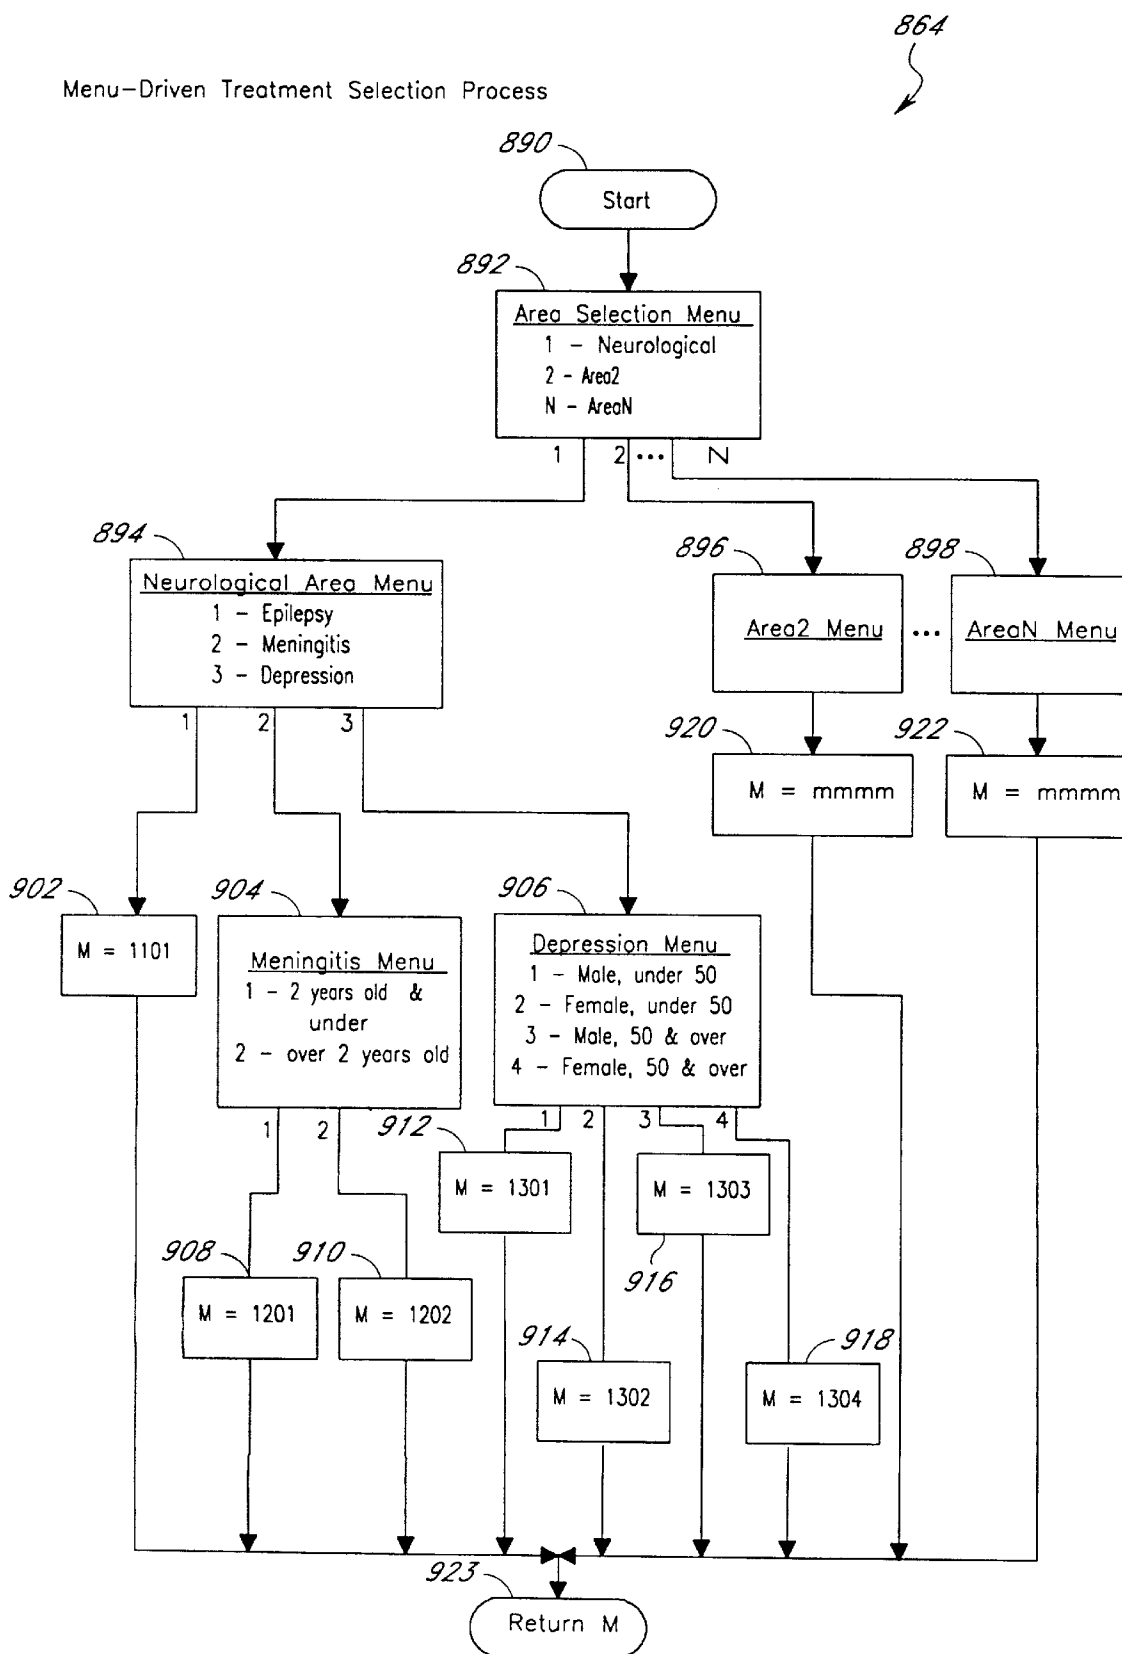 864
Menu-Driven Treatment Selection Process
890
Start
892
Area Selection Menu
1 - Neurological
2 - Area2
N - AreaN
1 2 ••• N
894
Neurological Area Menu
1 - Epilepsy
2 - Meningitis
3 - Depression
1 2 3
896
Area2 Menu
•••
898
AreaN Menu
920
M = mmmm
922
M = mmmm
902
M = 1101
904
Meningitis Menu
1 - 2 years old &
under
2 - over 2 years old
1 2
906
Depression Menu
1 - Male, under 50
2 - Female, under 50
3 - Male, 50 & over
4 - Female, 50 & over
1 2 3 4
912
M = 1301
M = 1303
916
908
M = 1201
910
M = 1202
914
M = 1302
918
M = 1304
923
Return M